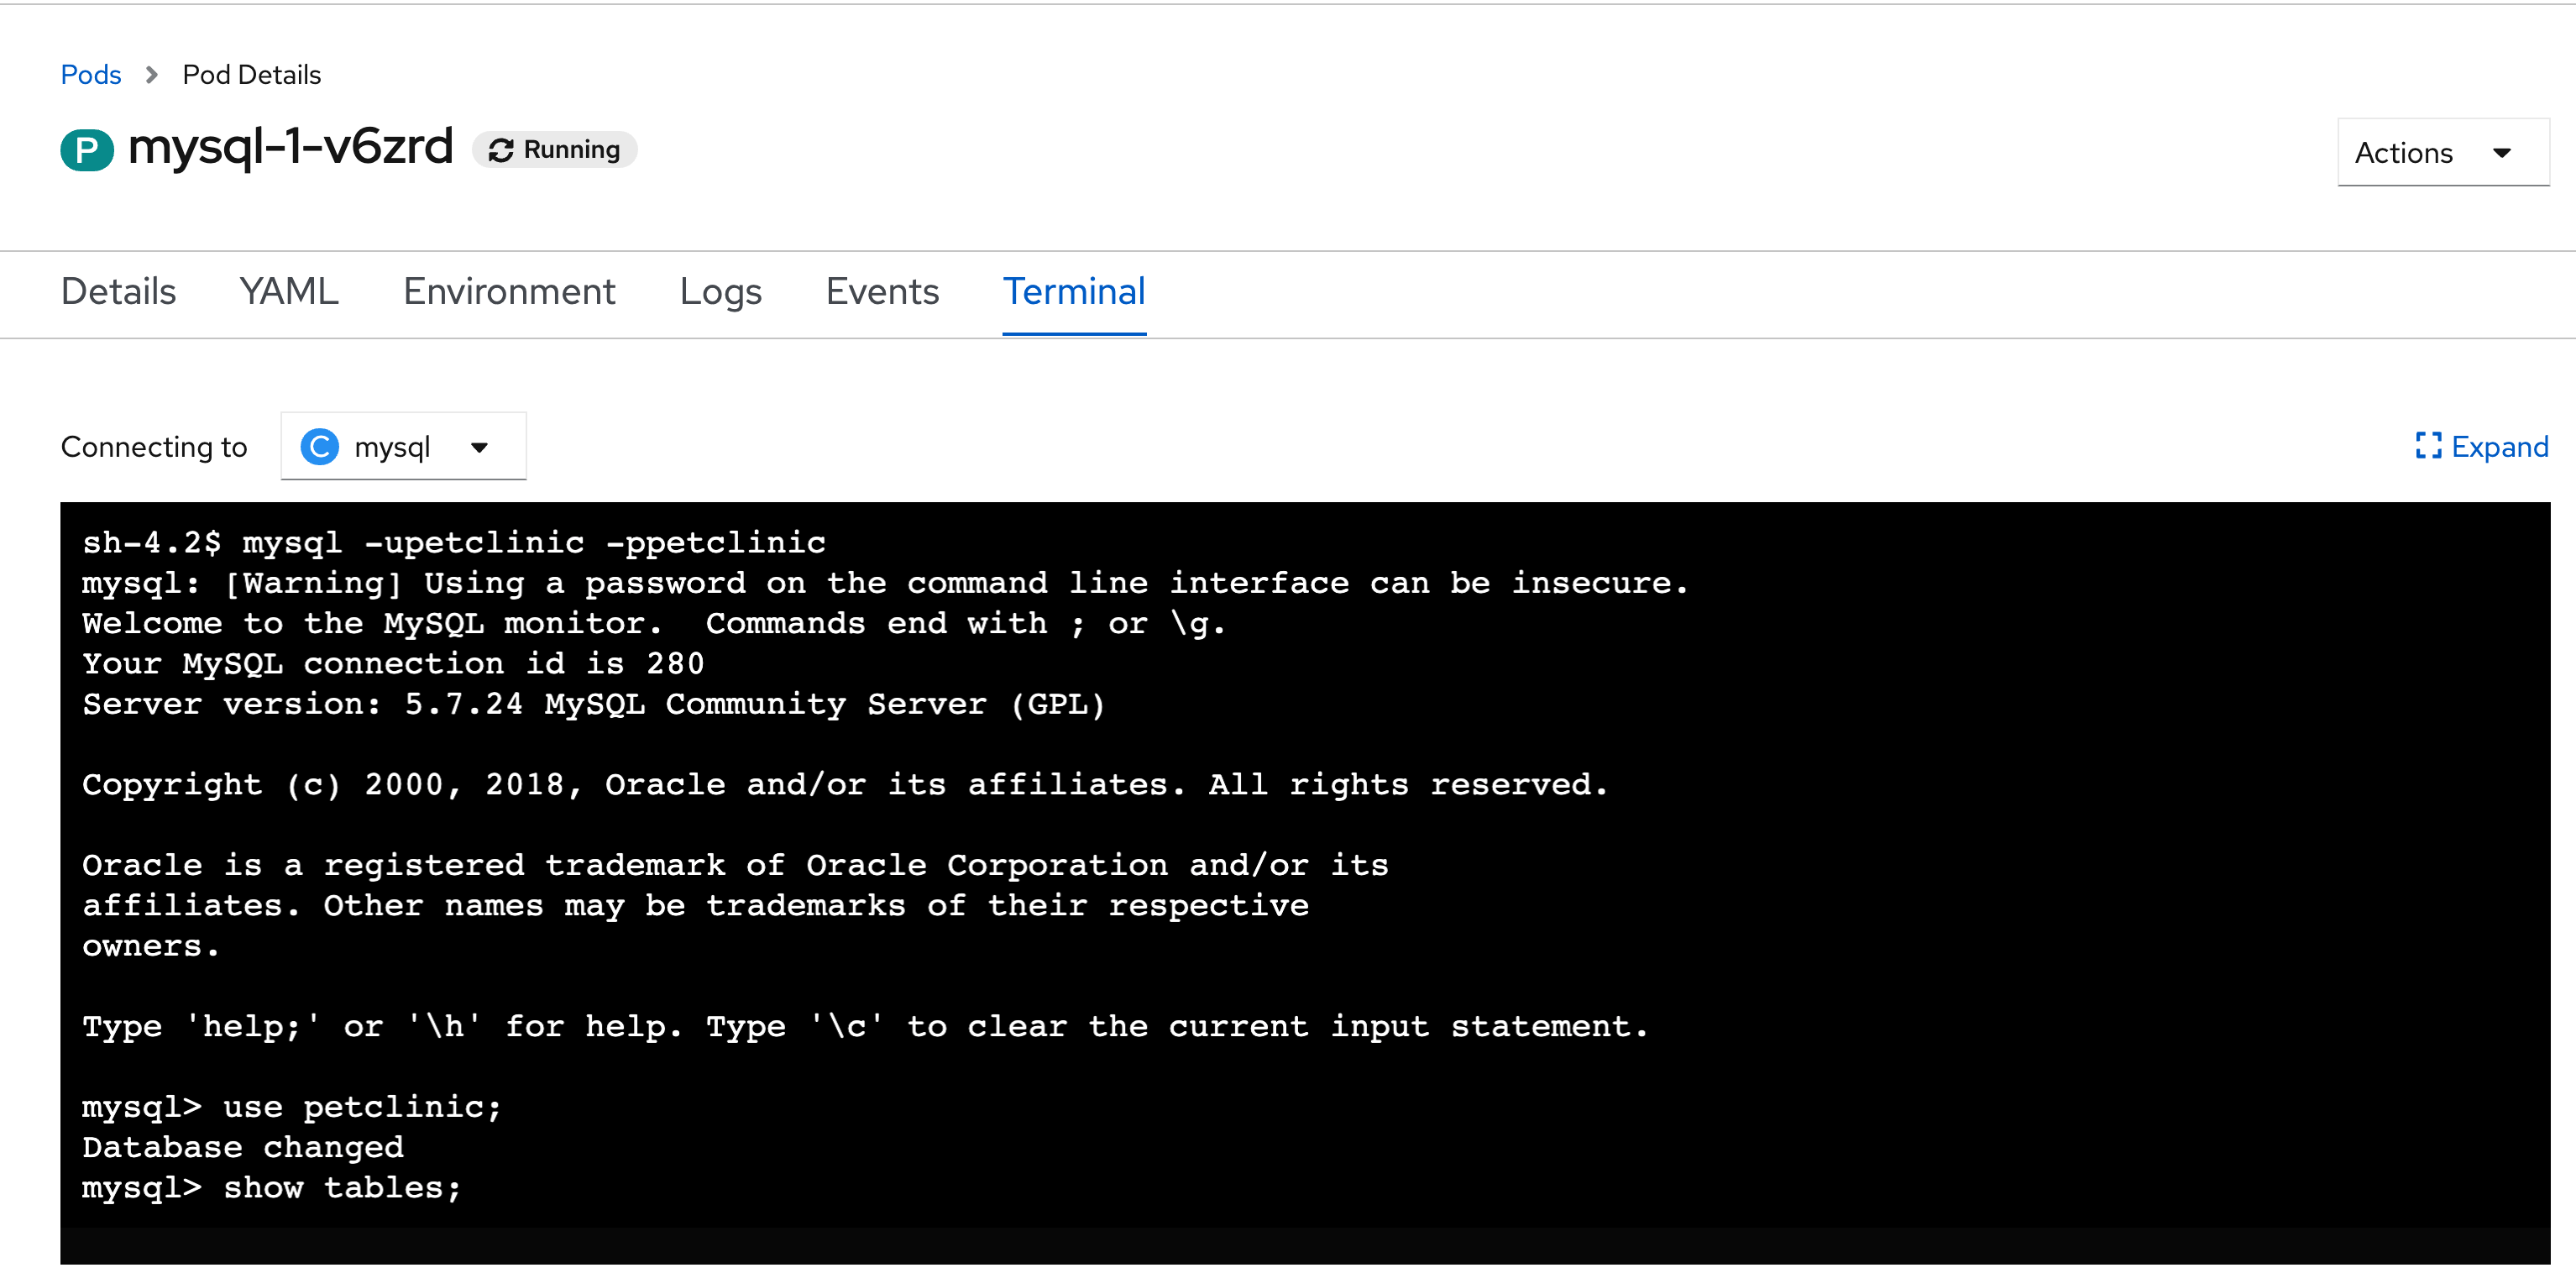 Pods > Pod Details
P mysql-1-v6zrd Running
Actions
Details YAML Environment Logs Events Terminal
Connecting to C mysql
Expand
sh-4.2$ mysql -upetclinic -ppetclinic
mysql: [Warning] Using a password on the command line interface can be insecure.
Welcome to the MySQL monitor.  Commands end with ; or \g.
Your MySQL connection id is 280
Server version: 5.7.24 MySQL Community Server (GPL)
Copyright (c) 2000, 2018, Oracle and/or its affiliates. All rights reserved.
Oracle is a registered trademark of Oracle Corporation and/or its
affiliates. Other names may be trademarks of their respective
owners.
Type 'help;' or '\h' for help. Type '\c' to clear the current input statement.
mysql> use petclinic;
Database changed
mysql> show tables;